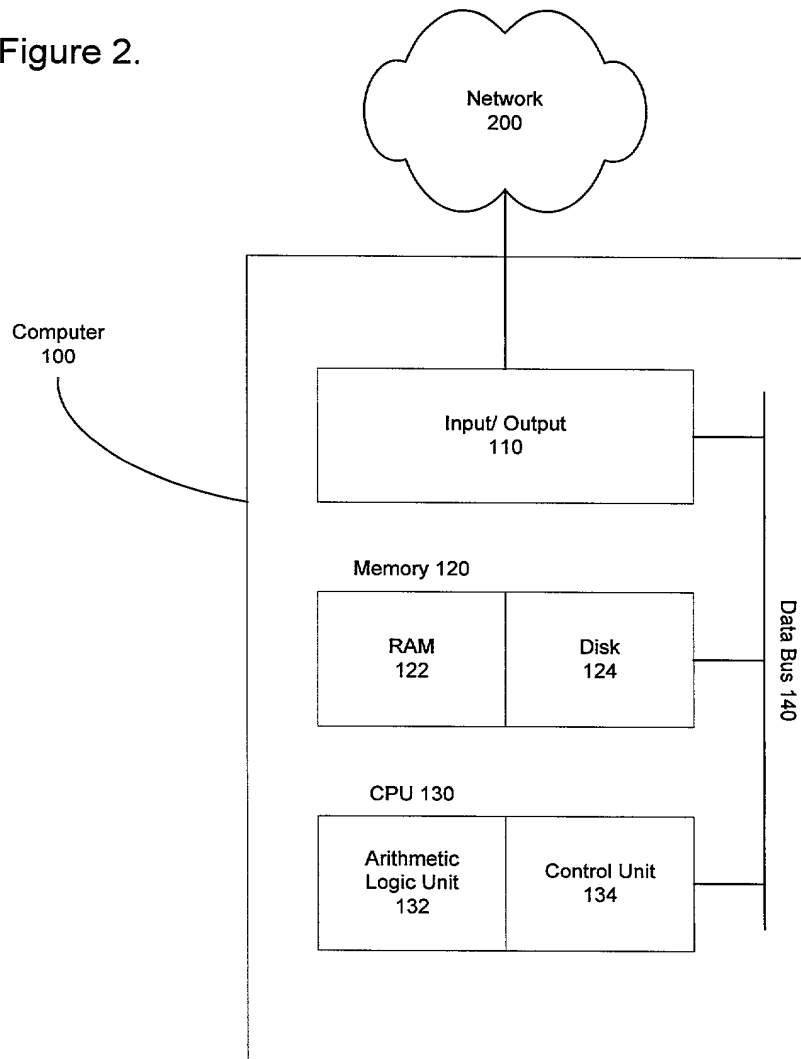 Figure 2.
Network
200
Computer
100
Input/ Output
110
Memory 120
RAM
122
Disk
124
Data Bus 140
CPU 130
Arithmetic
Logic Unit
132
Control Unit
134